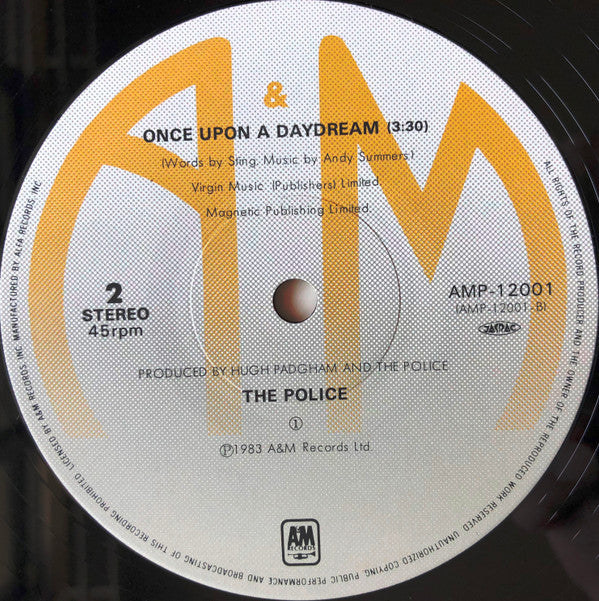 A & M
&
ONCE UPON A DAYDREAM (3:30)
(Words by Sting. Music by Andy Summers)
Virgin Music (Publishers) Limited.
Magnetic Publishing Limited.
2
STEREO
45rpm
AMP-12001
(AMP-12001-B)
PRODUCED BY HUGH PADGHAM AND THE POLICE
THE POLICE
①
Ⓟ1983 A&M Records Ltd.
A&M
RECORDS
ALL RIGHTS OF THE RECORD PRODUCER AND THE OWNER OF THE REPRODUCED WORK RESERVED. UNAUTHORIZED COPYING, PUBLIC PERFORMANCE AND BROADCASTING OF THIS RECORDING PROHIBITED. LICENSED BY A&M RECORDS INC. MANUFACTURED BY ALFA RECORDS INC.